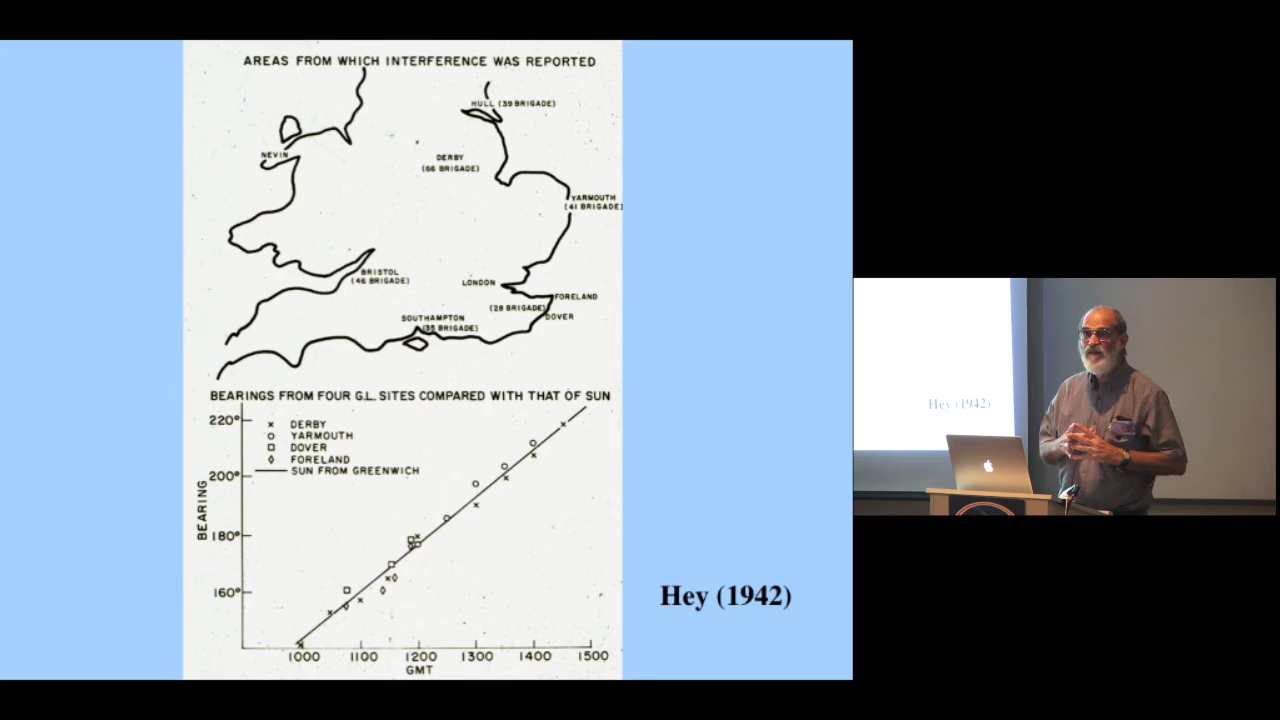 AREAS FROM WHICH INTERFERENCE WAS REPORTED
HULL (39 BRIGADE)
NEVIN
DERBY
(66 BRIGADE)
YARMOUTH
(41 BRIGADE)
BRISTOL
(46 BRIGADE)
LONDON
FORELAND
(28 BRIGADE)
DOVER
SOUTHAMPTON
(35 BRIGADE)
BEARINGS FROM FOUR G.L. SITES COMPARED WITH THAT OF SUN
220°
200°
180°
160°
BEARING
DERBY
YARMOUTH
DOVER
FORELAND
SUN FROM GREENWICH
1000 1100 1200 1300 1400 1500
GMT
Hey (1942)
Hey (1942)